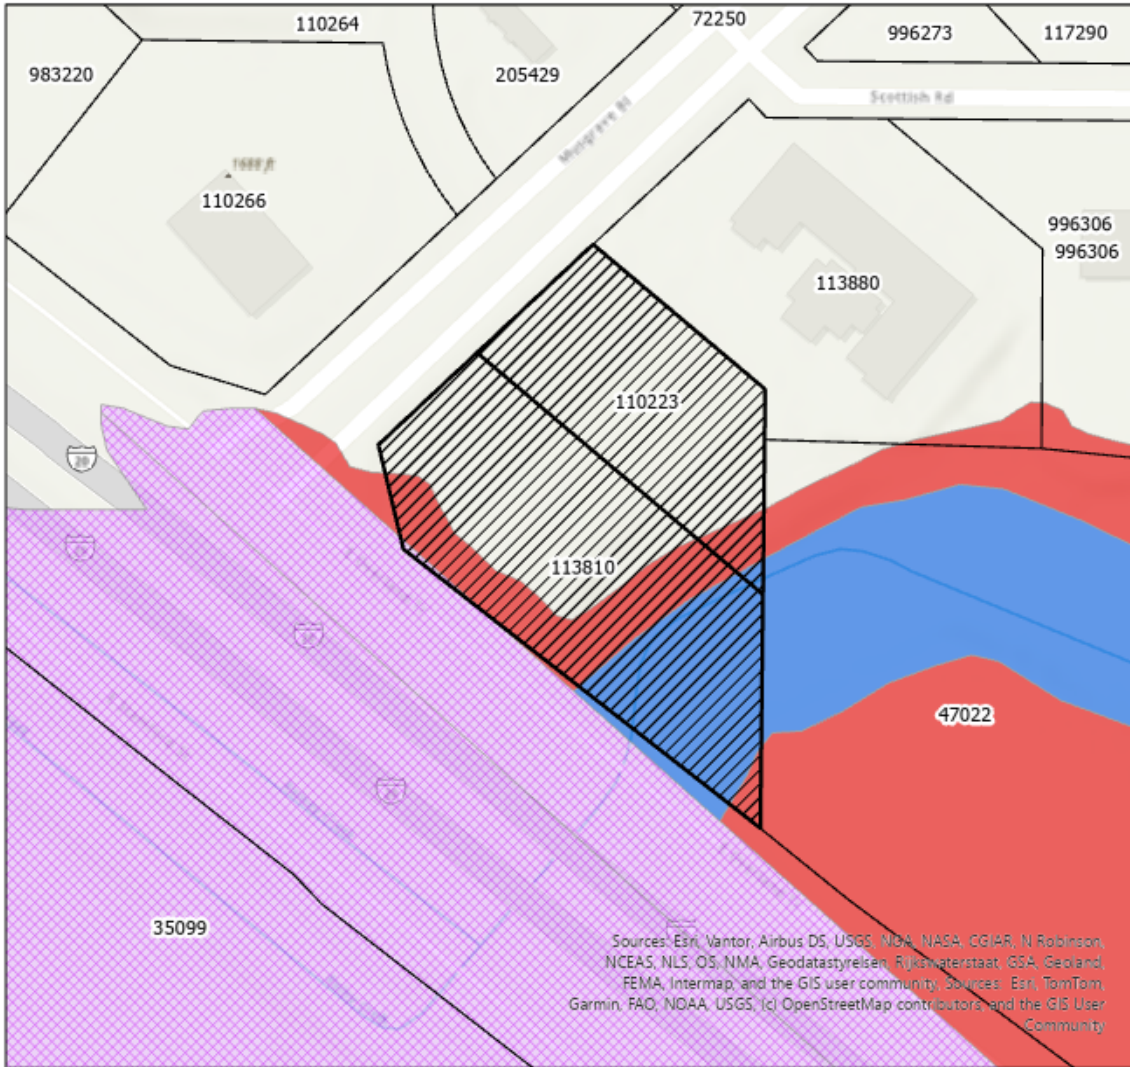 110264
72250
996273
117290
983220
205429
Scottish Rd
Musgrave Bl
1688 ft
110266
996306
996306
113880
110223
20
113810
47022
35099
Sources: Esri, Vantor, Airbus DS, USGS, NGA, NASA, CGIAR, N Robinson,
NCEAS, NLS, OS, NMA, Geodatastyrelsen, Rijkswaterstaat, GSA, Geoland,
FEMA, Intermap, and the GIS user community, Sources: Esri, TomTom,
Garmin, FAO, NOAA, USGS, (c) OpenStreetMap contributors, and the GIS User
Community